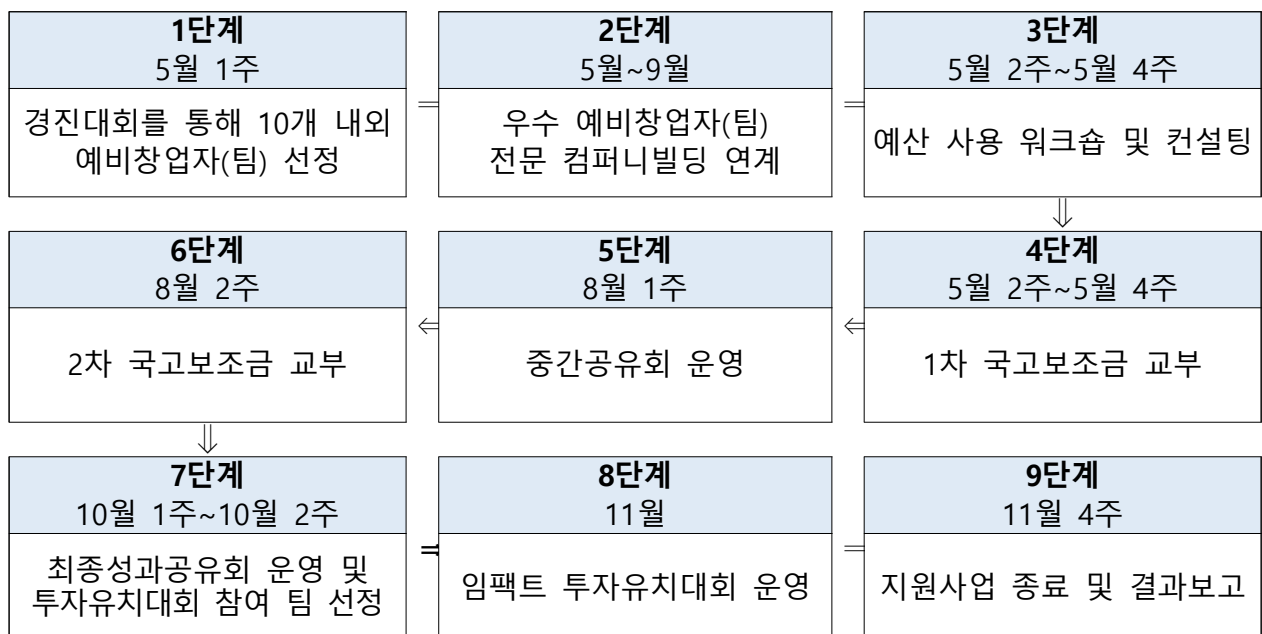 1단계
5월 1주
경진대회를 통해 10개 내외
예비창업자(팀) 선정
2단계
5월~9월
우수 예비창업자(팀)
전문 컴퍼니빌딩 연계
3단계
5월 2주~5월 4주
예산 사용 워크숍 및 컨설팅
⇓
6단계
8월 2주
2차 국고보조금 교부
⇐
5단계
8월 1주
중간공유회 운영
⇐
4단계
5월 2주~5월 4주
1차 국고보조금 교부
⇓
7단계
10월 1주~10월 2주
최종성과공유회 운영 및
투자유치대회 참여 팀 선정
8단계
11월
임팩트 투자유치대회 운영
9단계
11월 4주
지원사업 종료 및 결과보고